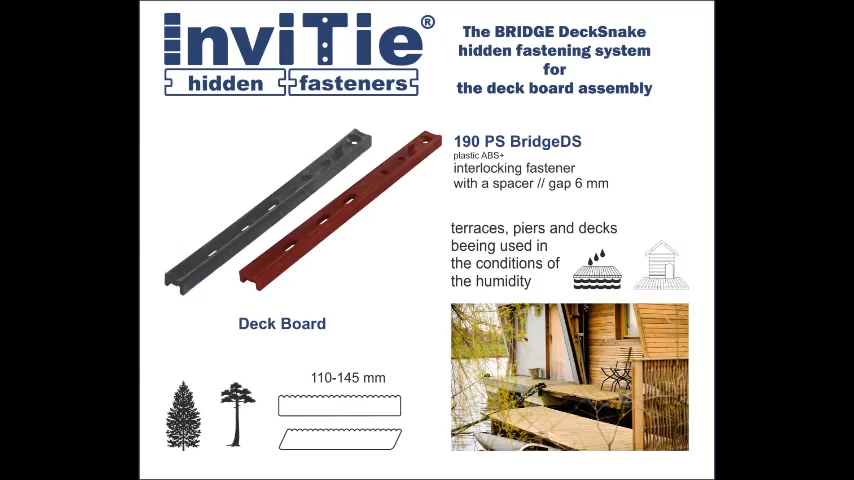 InviTie®
hidden fasteners
The BRIDGE DeckSnake
hidden fastening system
for
the deck board assembly
190 PS BridgeDS
plastic ABS+
interlocking fastener
with a spacer // gap 6 mm
terraces, piers and decks
beeing used in
the conditions of
the humidity
Deck Board
110-145 mm